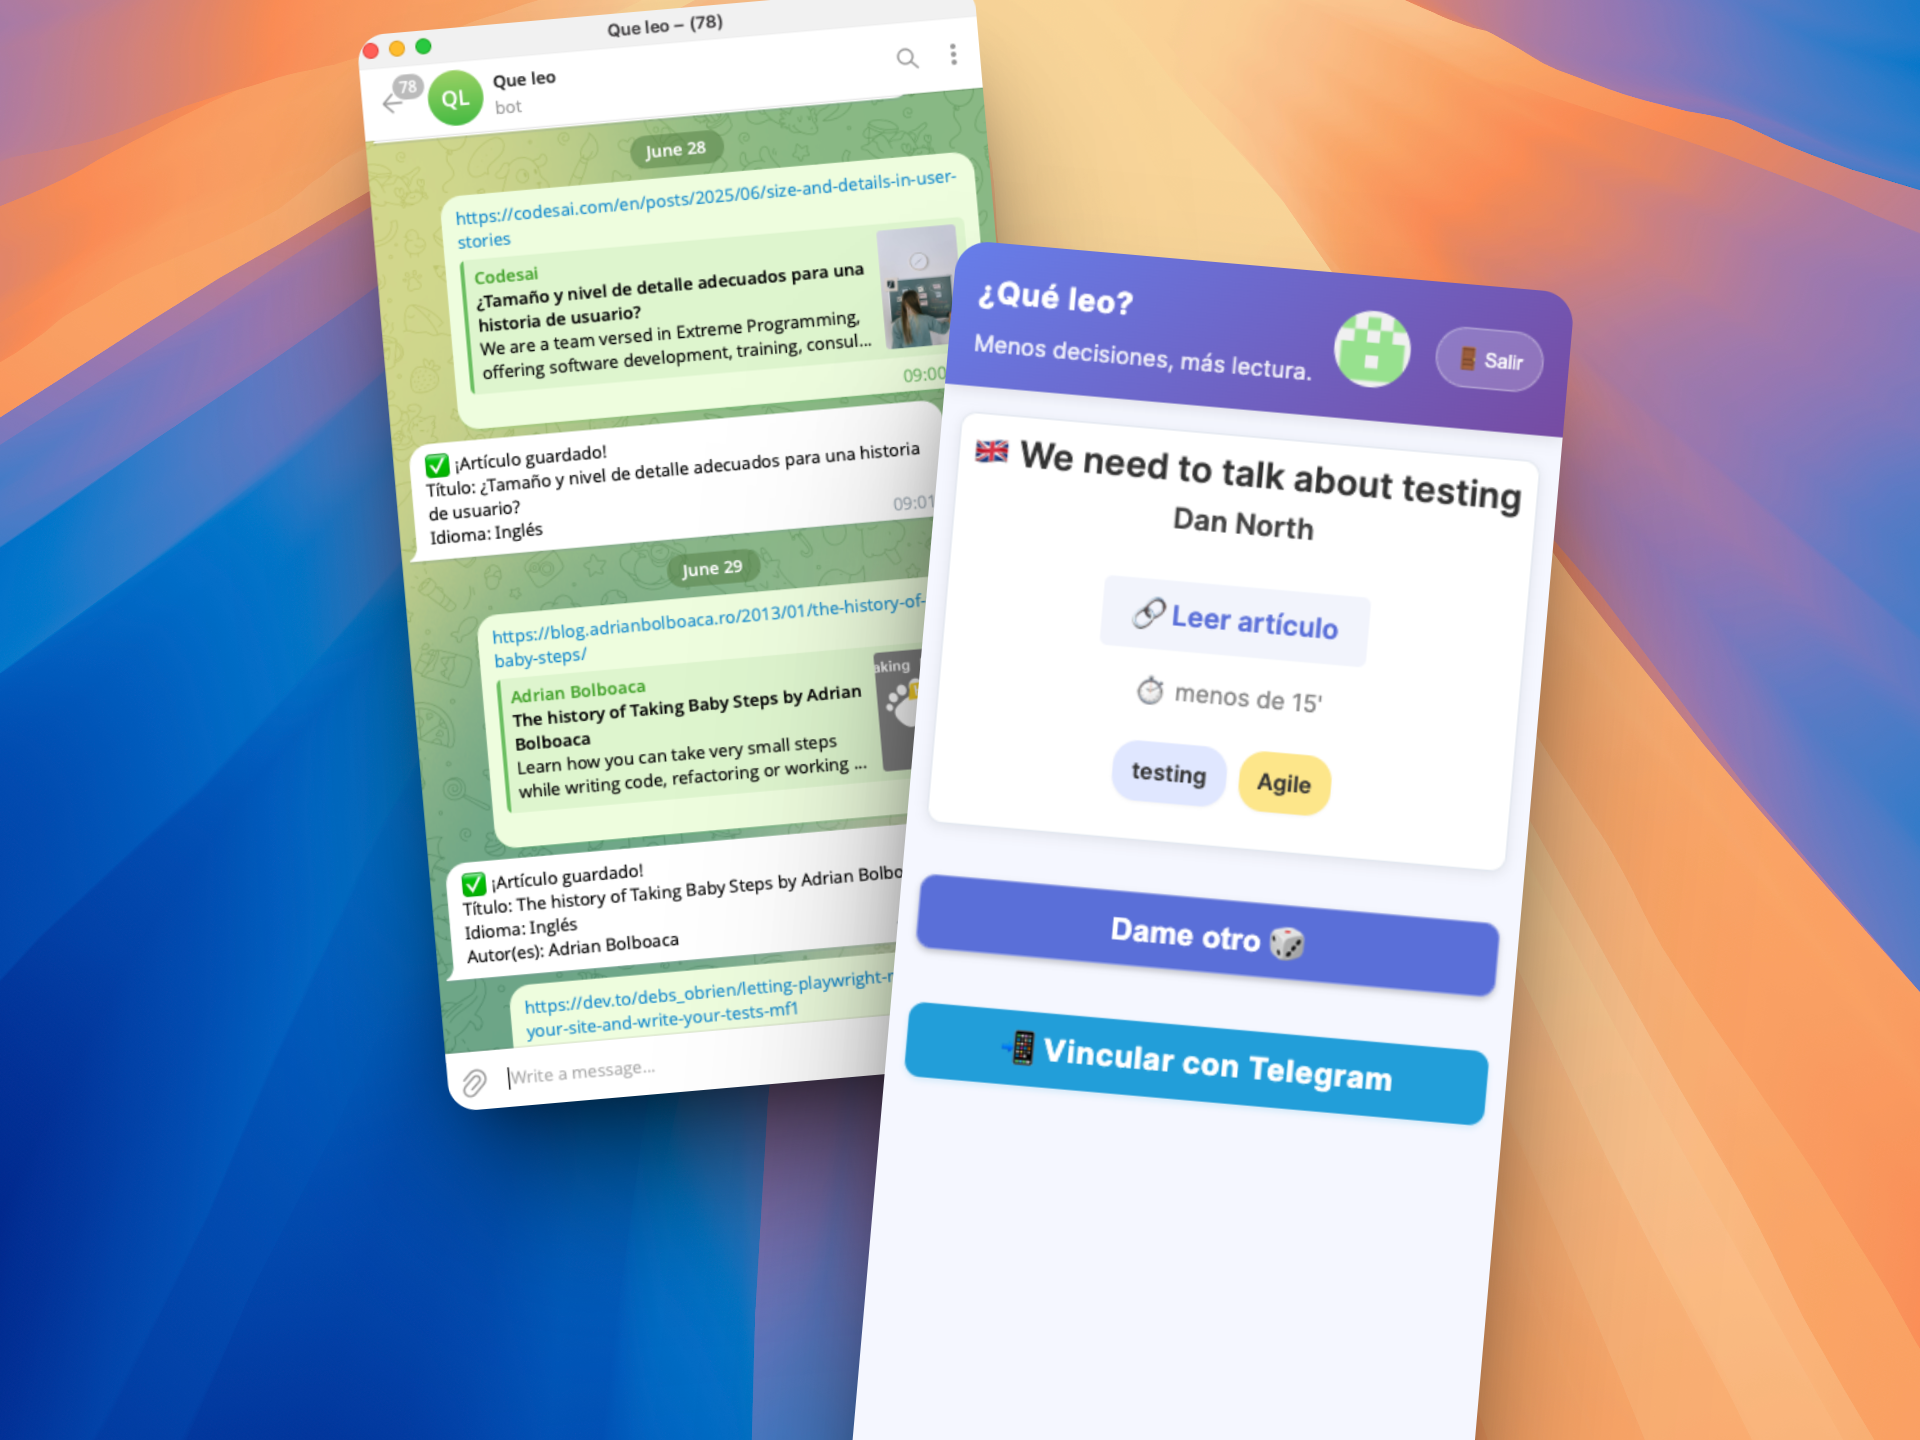 Que leo – (78)
78
QL
Que leo
bot
June 28
https://codesai.com/en/posts/2025/06/size-and-details-in-user-
stories
Codesai
¿Tamaño y nivel de detalle adecuados para una
historia de usuario?
We are a team versed in Extreme Programming,
offering software development, training, consul...
09:00
✅ ¡Artículo guardado!
Título: ¿Tamaño y nivel de detalle adecuados para una historia
de usuario?
Idioma: Inglés
09:01
June 29
https://blog.adrianbolboaca.ro/2013/01/the-history-of-
baby-steps/
Adrian Bolboaca
The history of Taking Baby Steps by Adrian
Bolboaca
Learn how you can take very small steps
while writing code, refactoring or working ...
aking
✅ ¡Artículo guardado!
Título: The history of Taking Baby Steps by Adrian Bolbo
Idioma: Inglés
Autor(es): Adrian Bolboaca
https://dev.to/debs_obrien/letting-playwright-
your-site-and-write-your-tests-mf1
Write a message...
¿Qué leo?
Menos decisiones, más lectura.
🚪 Salir
🇬🇧 We need to talk about testing
Dan North
🔗 Leer artículo
⏱️ menos de 15'
testing
Agile
Dame otro 🎲
📲 Vincular con Telegram